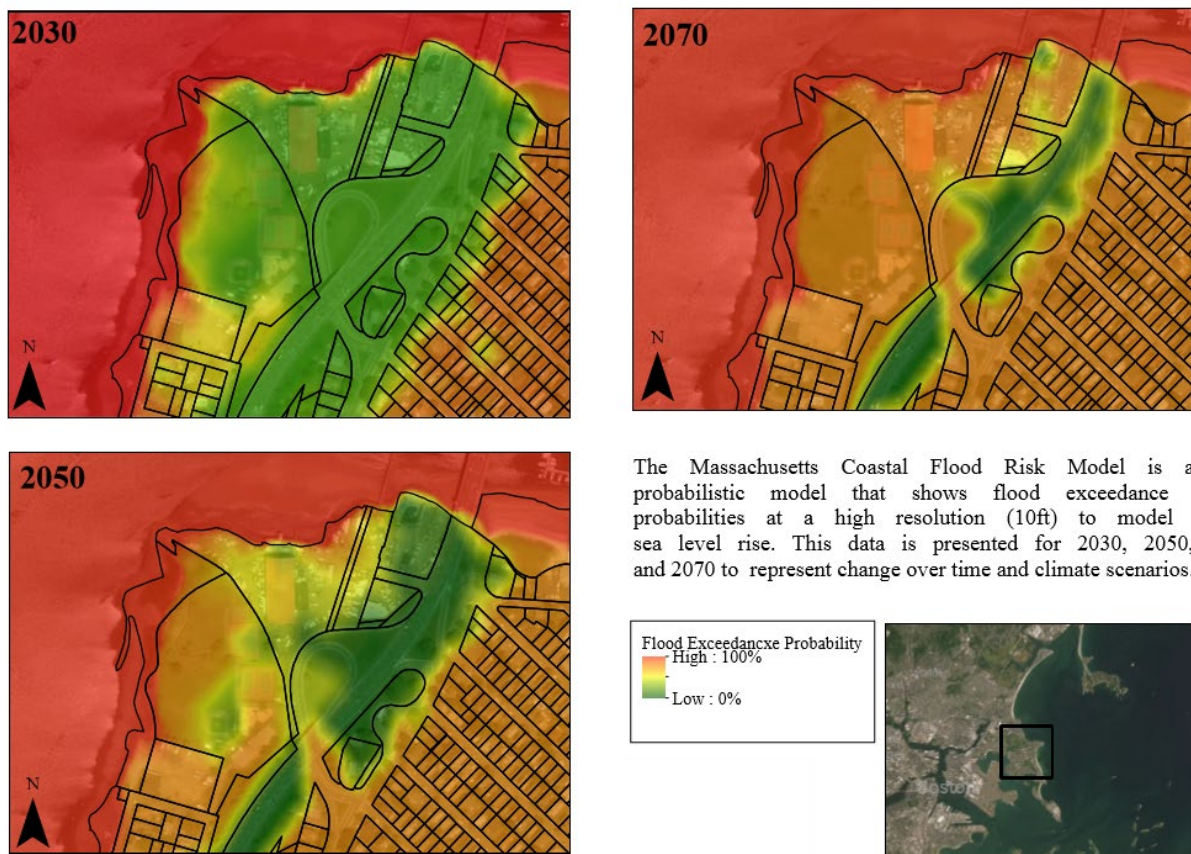 2030
N
2070
N
2050
N
The Massachusetts Coastal Flood Risk Model is a
probabilistic model that shows flood exceedance
probabilities at a high resolution (10ft) to model
sea level rise. This data is presented for 2030, 2050,
and 2070 to represent change over time and climate scenarios.
Flood Exceedancxe Probability
High : 100%
Low : 0%
Boston